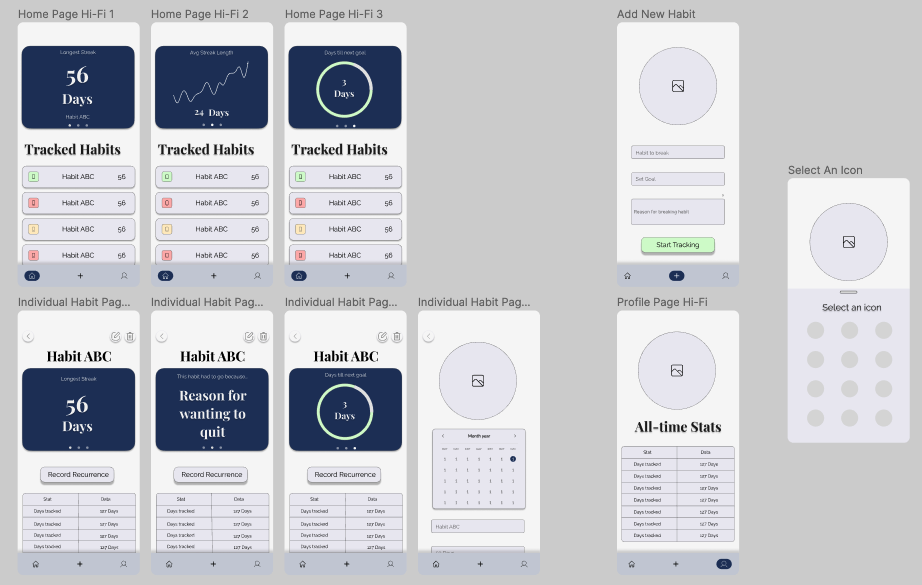 Home Page Hi-Fi 1
Longest Streak
56
Days
Habit ABC
Tracked Habits
Habit ABC 56
Habit ABC 56
Habit ABC 56
Habit ABC 56
Home Page Hi-Fi 2
Avg Streak Length
24 Days
Tracked Habits
Habit ABC 56
Habit ABC 56
Habit ABC 56
Habit ABC 56
Home Page Hi-Fi 3
Days till next goal
3
Days
Tracked Habits
Habit ABC 56
Habit ABC 56
Habit ABC 56
Habit ABC 56
Add New Habit
Habit to break
Set Goal
Reason for breaking habit
Start Tracking
Select An Icon
Select an icon
Individual Habit Pag...
Habit ABC
Longest Streak
56
Days
Record Recurrence
Stat Data
Days tracked 127 Days
Days tracked 127 Days
Days tracked 127 Days
Days tracked 127 Days
Individual Habit Pag...
Habit ABC
This habit had to go because...
Reason for
wanting to
quit
Record Recurrence
Stat Data
Days tracked 127 Days
Days tracked 127 Days
Days tracked 127 Days
Days tracked 127 Days
Individual Habit Pag...
Habit ABC
Days till next goal
3
Days
Record Recurrence
Stat Data
Days tracked 127 Days
Days tracked 127 Days
Days tracked 127 Days
Days tracked 127 Days
Individual Habit Pag...
Month year
Habit ABC
Profile Page Hi-Fi
All-time Stats
Stat Data
Days tracked 127 Days
Days tracked 127 Days
Days tracked 127 Days
Days tracked 127 Days
Days tracked 127 Days
Days tracked 127 Days
Days tracked 127 Days